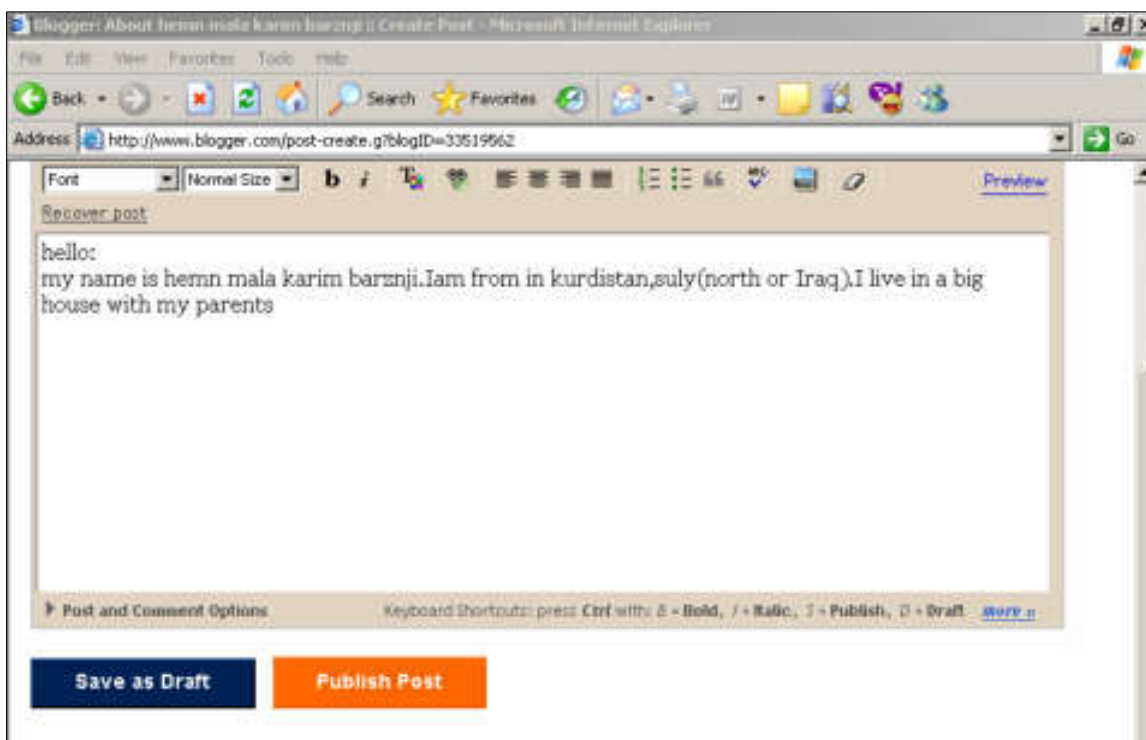 Blogger: About hemn mala karim barznji :: Create Post - Microsoft Internet Explorer
File Edit View Favorites Tools Help
Back Search Favorites
Address http://www.blogger.com/post-create.g?blogID=33519562 Go
Font Normal Size b i Preview
Recover post
hello:
my name is hemn mala karim barznji.Iam from in kurdistan,suly(north or Iraq).I live in a big
house with my parents
Post and Comment Options Keyboard Shortcuts: press Ctrl with: B = Bold, I = Italic, S = Publish, D = Draft More »
Save as Draft Publish Post